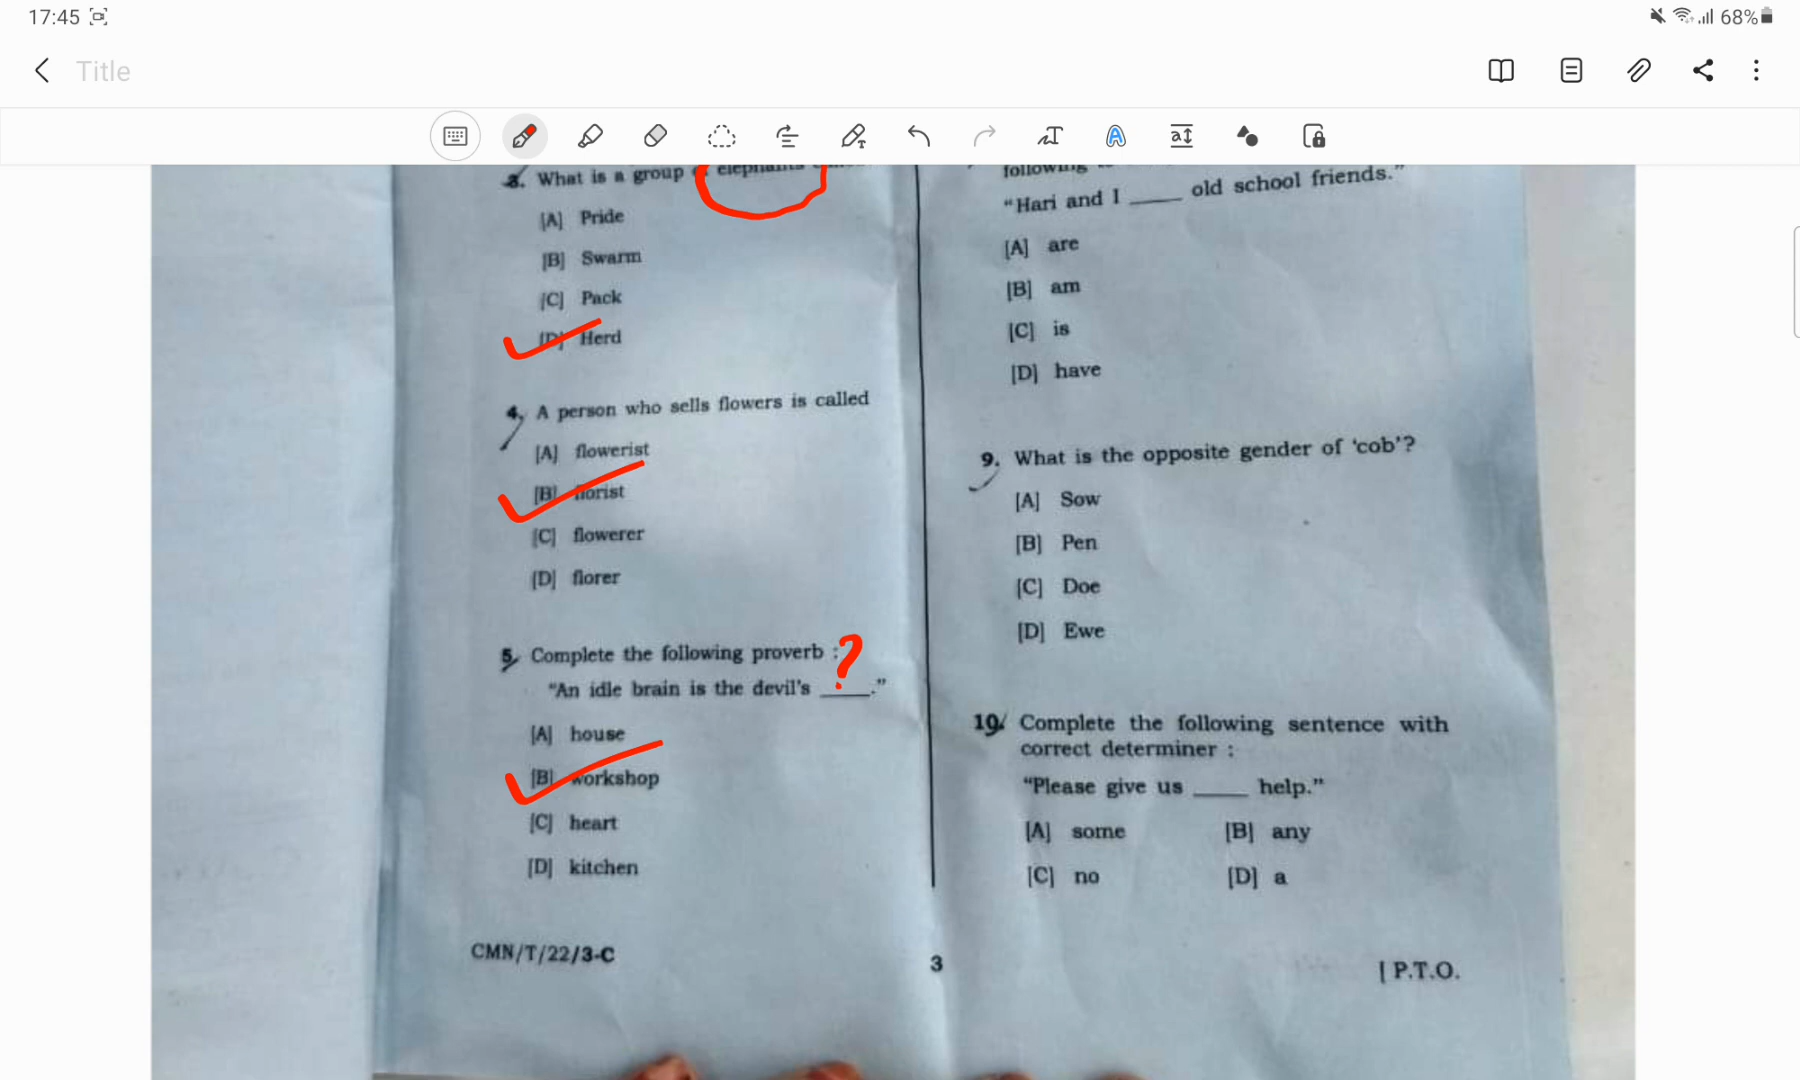 17:45
68%
Title
3. What is a group elephants
[A] Pride
[B] Swarm
[C] Pack
[D] Herd
4. A person who sells flowers is called
[A] flowerist
[B] florist
[C] flowerer
[D] florer
5. Complete the following proverb :
?
"An idle brain is the devil's ____."
[A] house
[B] workshop
[C] heart
[D] kitchen
CMN/T/22/3-C
following
"Hari and I ____ old school friends."
[A] are
[B] am
[C] is
[D] have
9. What is the opposite gender of 'cob'?
[A] Sow
[B] Pen
[C] Doe
[D] Ewe
10. Complete the following sentence with
correct determiner :
"Please give us ____ help."
[A] some [B] any
[C] no [D] a
3
[ P.T.O.